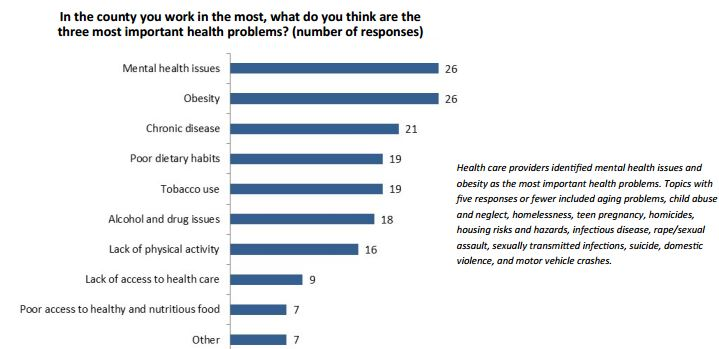 In the county you work in the most, what do you think are the
three most important health problems? (number of responses)
Mental health issues 26
Obesity 26
Chronic disease 21
Poor dietary habits 19
Tobacco use 19
Alcohol and drug issues 18
Lack of physical activity 16
Lack of access to health care 9
Poor access to healthy and nutritious food 7
Other 7
Health care providers identified mental health issues and
obesity as the most important health problems. Topics with
five responses or fewer included aging problems, child abuse
and neglect, homelessness, teen pregnancy, homicides,
housing risks and hazards, infectious disease, rape/sexual
assault, sexually transmitted infections, suicide, domestic
violence, and motor vehicle crashes.